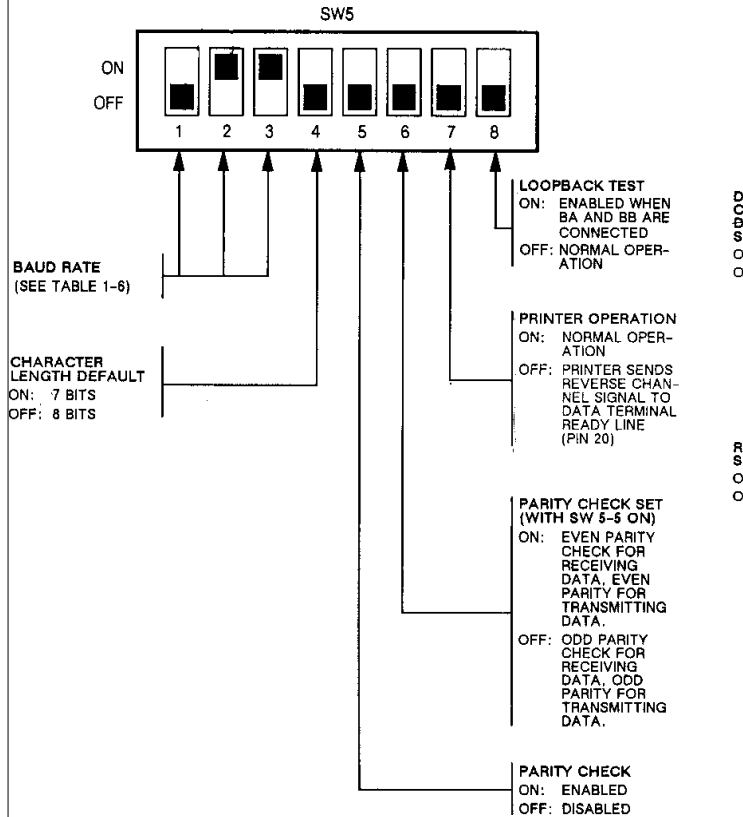 SW5
ON
OFF
1 2 3 4 5 6 7 8
BAUD RATE
(SEE TABLE 1-6)
CHARACTER
LENGTH DEFAULT
ON: 7 BITS
OFF: 8 BITS
LOOPBACK TEST
ON: ENABLED WHEN
BA AND BB ARE
CONNECTED
OFF: NORMAL OPER-
ATION
PRINTER OPERATION
ON: NORMAL OPER-
ATION
OFF: PRINTER SENDS
REVERSE CHAN-
NEL SIGNAL TO
DATA TERMINAL
READY LINE
(PIN 20)
PARITY CHECK SET
(WITH SW 5-5 ON)
ON: EVEN PARITY
CHECK FOR
RECEIVING
DATA, EVEN
PARITY FOR
TRANSMITTING
DATA.
OFF: ODD PARITY
CHECK FOR
RECEIVING
DATA, ODD
PARITY FOR
TRANSMITTING
DATA.
PARITY CHECK
ON: ENABLED
OFF: DISABLED
D
C
D
S
O
O
R
S
O
O